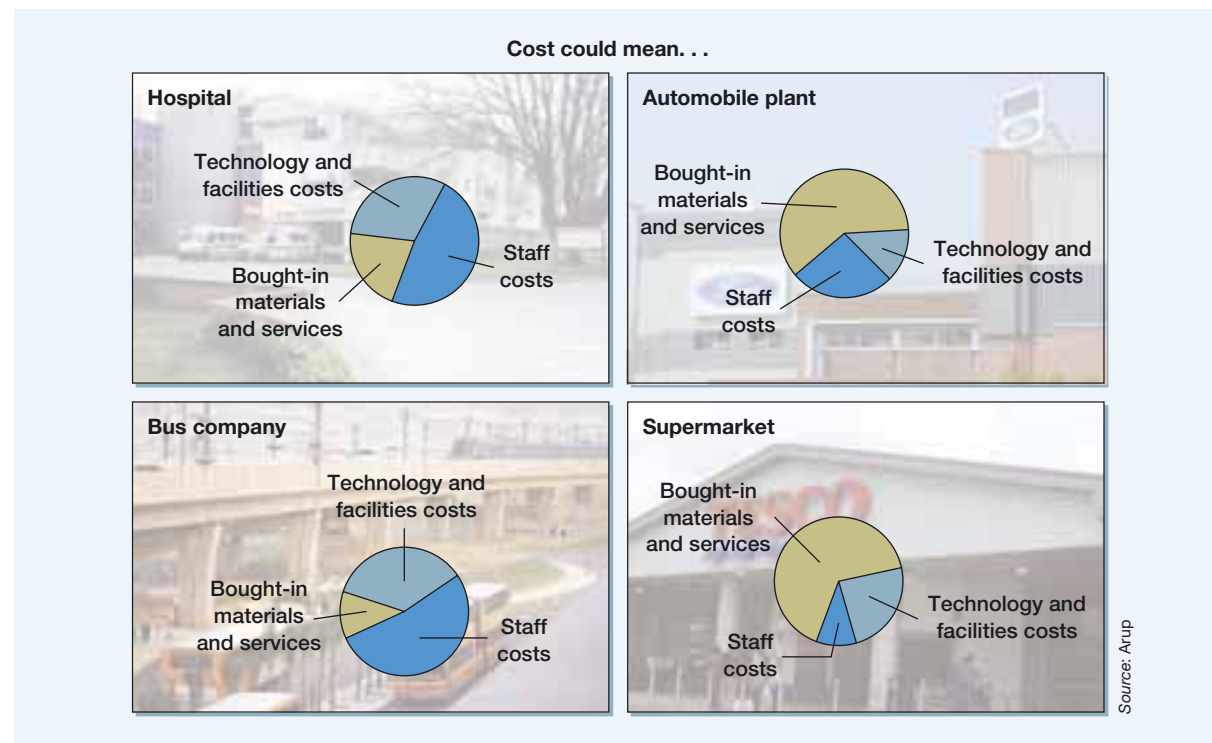 Cost could mean. . .
Hospital
Technology and
facilities costs
Bought-in
materials
and services
Staff
costs
Automobile plant
Bought-in
materials
and services
Technology and
facilities costs
Staff
costs
Bus company
Technology and
facilities costs
Bought-in
materials
and services
Staff
costs
Supermarket
Bought-in
materials
and services
Technology and
facilities costs
Staff
costs
Source: Arup